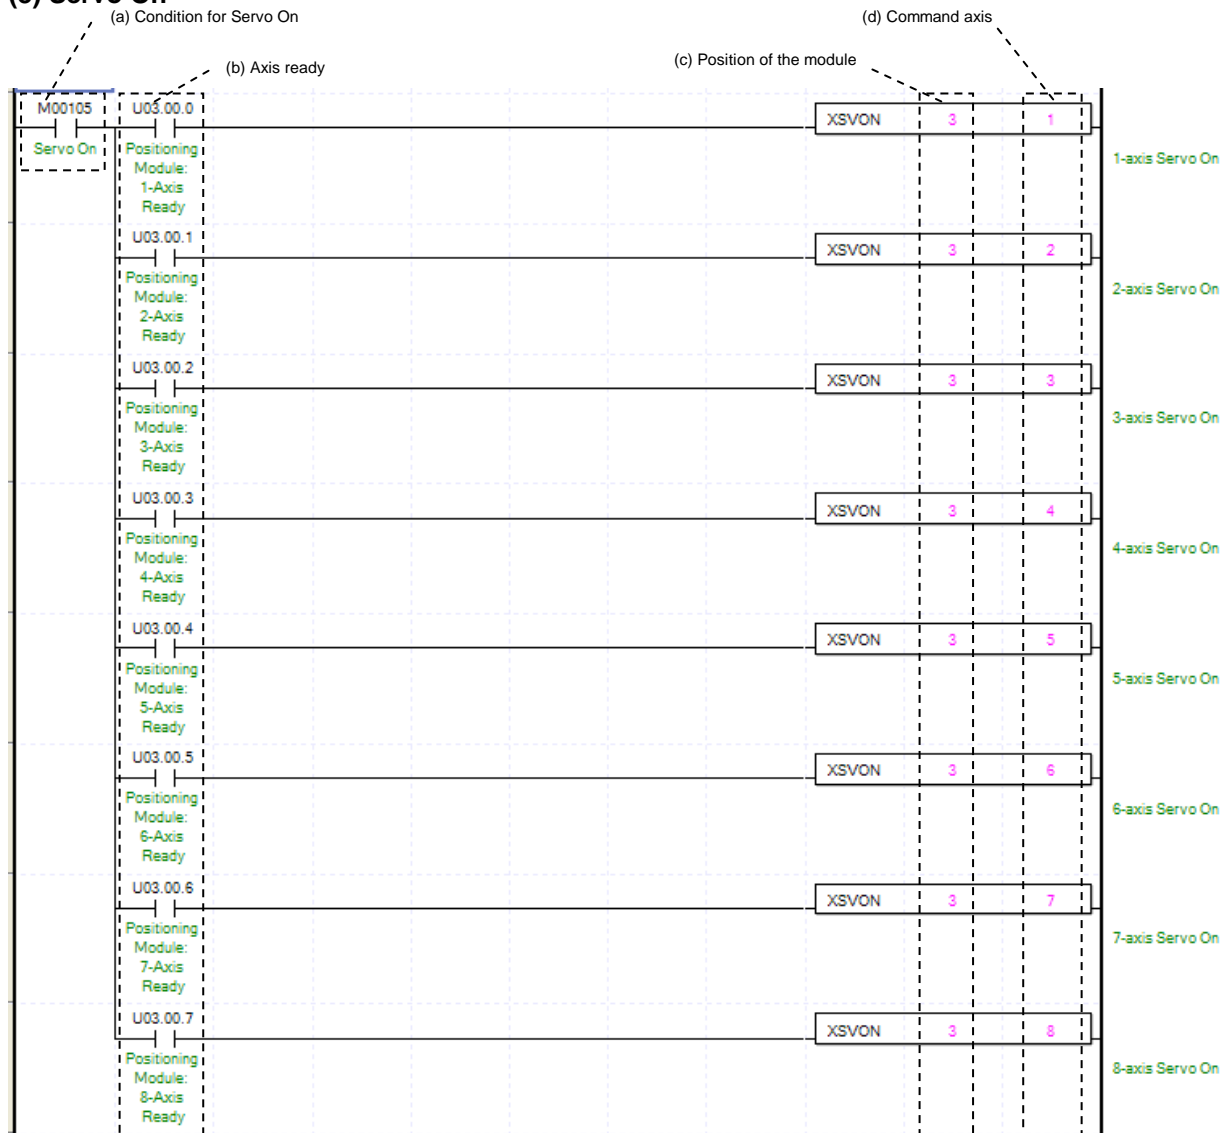 (a) Condition for Servo On
(d) Command axis
(b) Axis ready
(c) Position of the module
M00105
U03.00.0
XSVON 3 1
Servo On
Positioning
Module:
1-Axis
Ready
1-axis Servo On
U03.00.1
XSVON 3 2
Positioning
Module:
2-Axis
Ready
2-axis Servo On
U03.00.2
XSVON 3 3
Positioning
Module:
3-Axis
Ready
3-axis Servo On
U03.00.3
XSVON 3 4
Positioning
Module:
4-Axis
Ready
4-axis Servo On
U03.00.4
XSVON 3 5
Positioning
Module:
5-Axis
Ready
5-axis Servo On
U03.00.5
XSVON 3 6
Positioning
Module:
6-Axis
Ready
6-axis Servo On
U03.00.6
XSVON 3 7
Positioning
Module:
7-Axis
Ready
7-axis Servo On
U03.00.7
XSVON 3 8
Positioning
Module:
8-Axis
Ready
8-axis Servo On